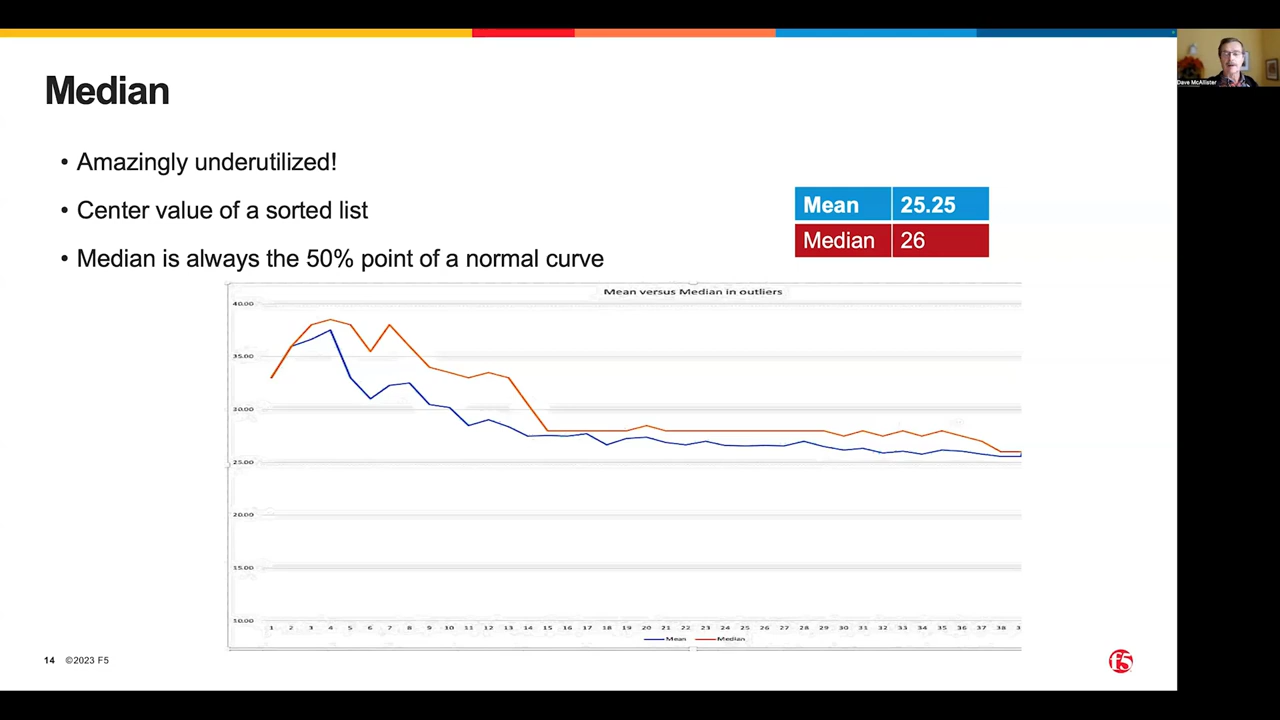 Median
• Amazingly underutilized!
• Center value of a sorted list
• Median is always the 50% point of a normal curve
Mean 25.25
Median 26
Dave McAllister
Mean versus Median in outliers
40.00
35.00
30.00
25.00
20.00
15.00
10.00
1 2 3 4 5 6 7 8 9 10 11 12 13 14 15 16 17 18 19 20 21 22 23 24 25 26 27 28 29 30 31 32 33 34 35 36 37 38
Mean Median
14 ©2023 F5
f5